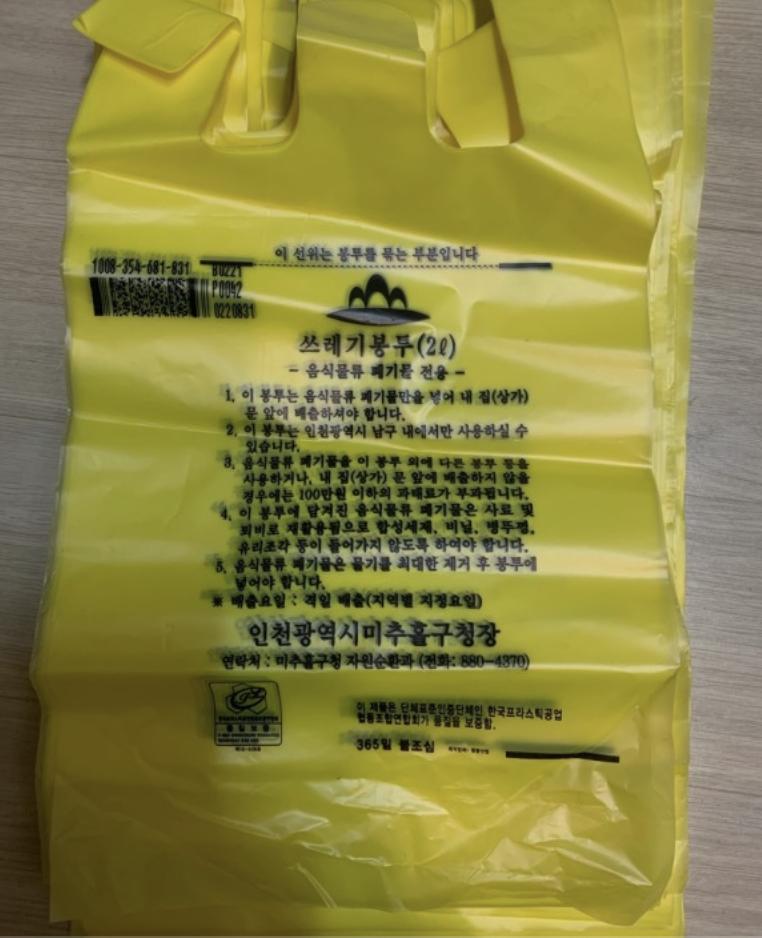 이 선위는 봉투를 묶는 부분입니다
1008-354-681-831
B0221
P0042
0220831
쓰레기봉투(2ℓ)
- 음식물류 폐기물 전용 -
1. 이 봉투는 음식물류 폐기물만을 넣어 내 집(상가)
문 앞에 배출하셔야 합니다.
2. 이 봉투는 인천광역시 남구 내에서만 사용하실 수
있습니다.
3. 음식물류 폐기물을 이 봉투 외에 다른 봉투 등을
사용하거나, 내 집(상가) 문 앞에 배출하지 않을
경우에는 100만원 이하의 과태료가 부과됩니다.
4. 이 봉투에 담겨진 음식물류 폐기물은 사료 및
퇴비로 재활용됨으로 합성세제, 비닐, 병뚜껑,
유리조각 등이 들어가지 않도록 하여야 합니다.
5. 음식물류 폐기물은 물기를 최대한 제거 후 봉투에
넣어야 합니다.
※ 배출요일 : 격일 배출(지역별 지정요일)
인천광역시미추홀구청장
연락처 : 미추홀구청 자원순환과 (전화: 880-4370)
품질보증
이 제품은 단체표준인증단체인 한국프라스틱공업
협동조합연합회가 품질을 보증함.
365일 불조심